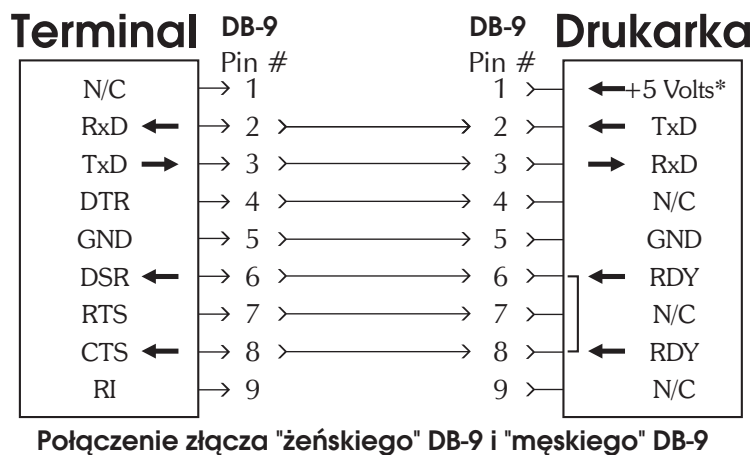 Terminal DB-9 DB-9 Drukarka
Pin # Pin #
N/C 1 1 +5 Volts*
RxD 2 2 TxD
TxD 3 3 RxD
DTR 4 4 N/C
GND 5 5 GND
DSR 6 6 RDY
RTS 7 7 N/C
CTS 8 8 RDY
RI 9 9 N/C
Połączenie złącza "żeńskiego" DB-9 i "męskiego" DB-9